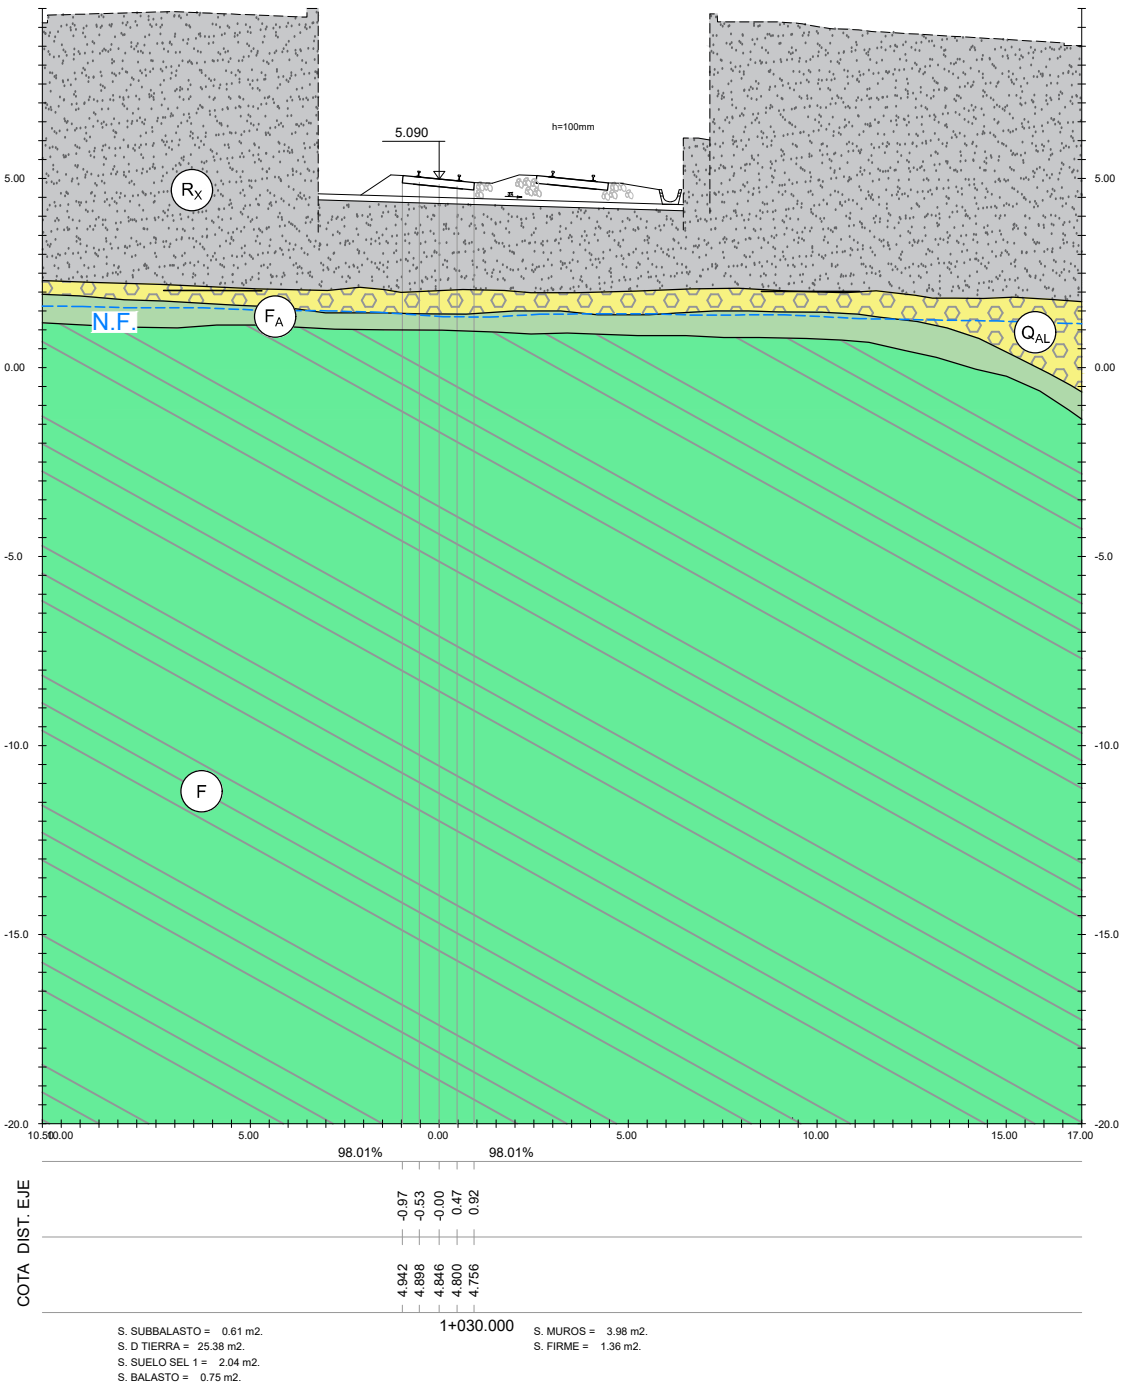 5.090
h=100mm
5.00
5.00
R_X
N.F.
F_A
Q_AL
0.00
0.00
-5.0
-5.0
-10.0
-10.0
F
-15.0
-15.0
-20.0
-20.0
10.50 10.00 5.00 0.00 5.00 10.00 15.00 17.00
98.01% 98.01%
DIST. EJE
-0.97 -0.53 -0.00 0.47 0.92
COTA
4.942 4.898 4.846 4.800 4.756
1+030.000
S. SUBBALASTO = 0.61 m2.
S. D TIERRA = 25.38 m2.
S. SUELO SEL 1 = 2.04 m2.
S. BALASTO = 0.75 m2.
S. MUROS = 3.98 m2.
S. FIRME = 1.36 m2.